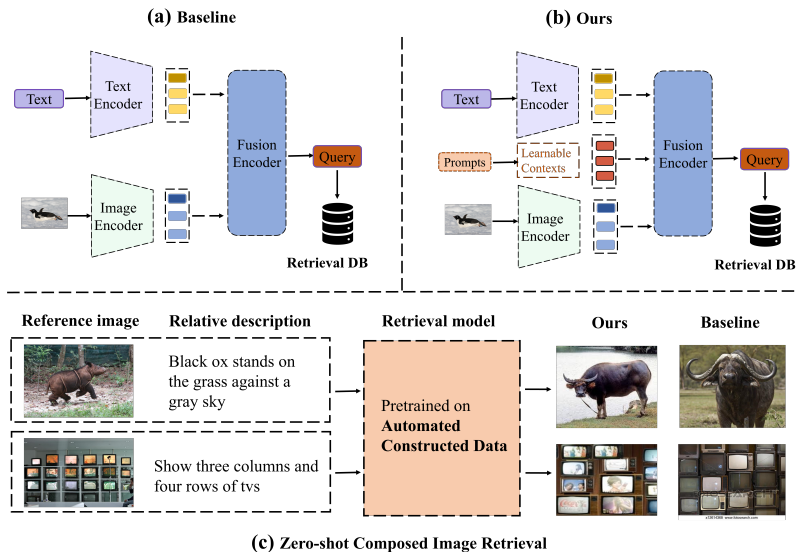 (a) Baseline
(b) Ours
Text
Text
Encoder
Fusion
Encoder
Query
Image
Encoder
Retrieval DB
Text
Text
Encoder
Prompts
Learnable
Contexts
Fusion
Encoder
Query
Image
Encoder
Retrieval DB
Reference image
Relative description
Retrieval model
Ours
Baseline
Black ox stands on
the grass against a
gray sky
Pretrained on
Automated
Constructed Data
Show three columns and
four rows of tvs
(c) Zero-shot Composed Image Retrieval